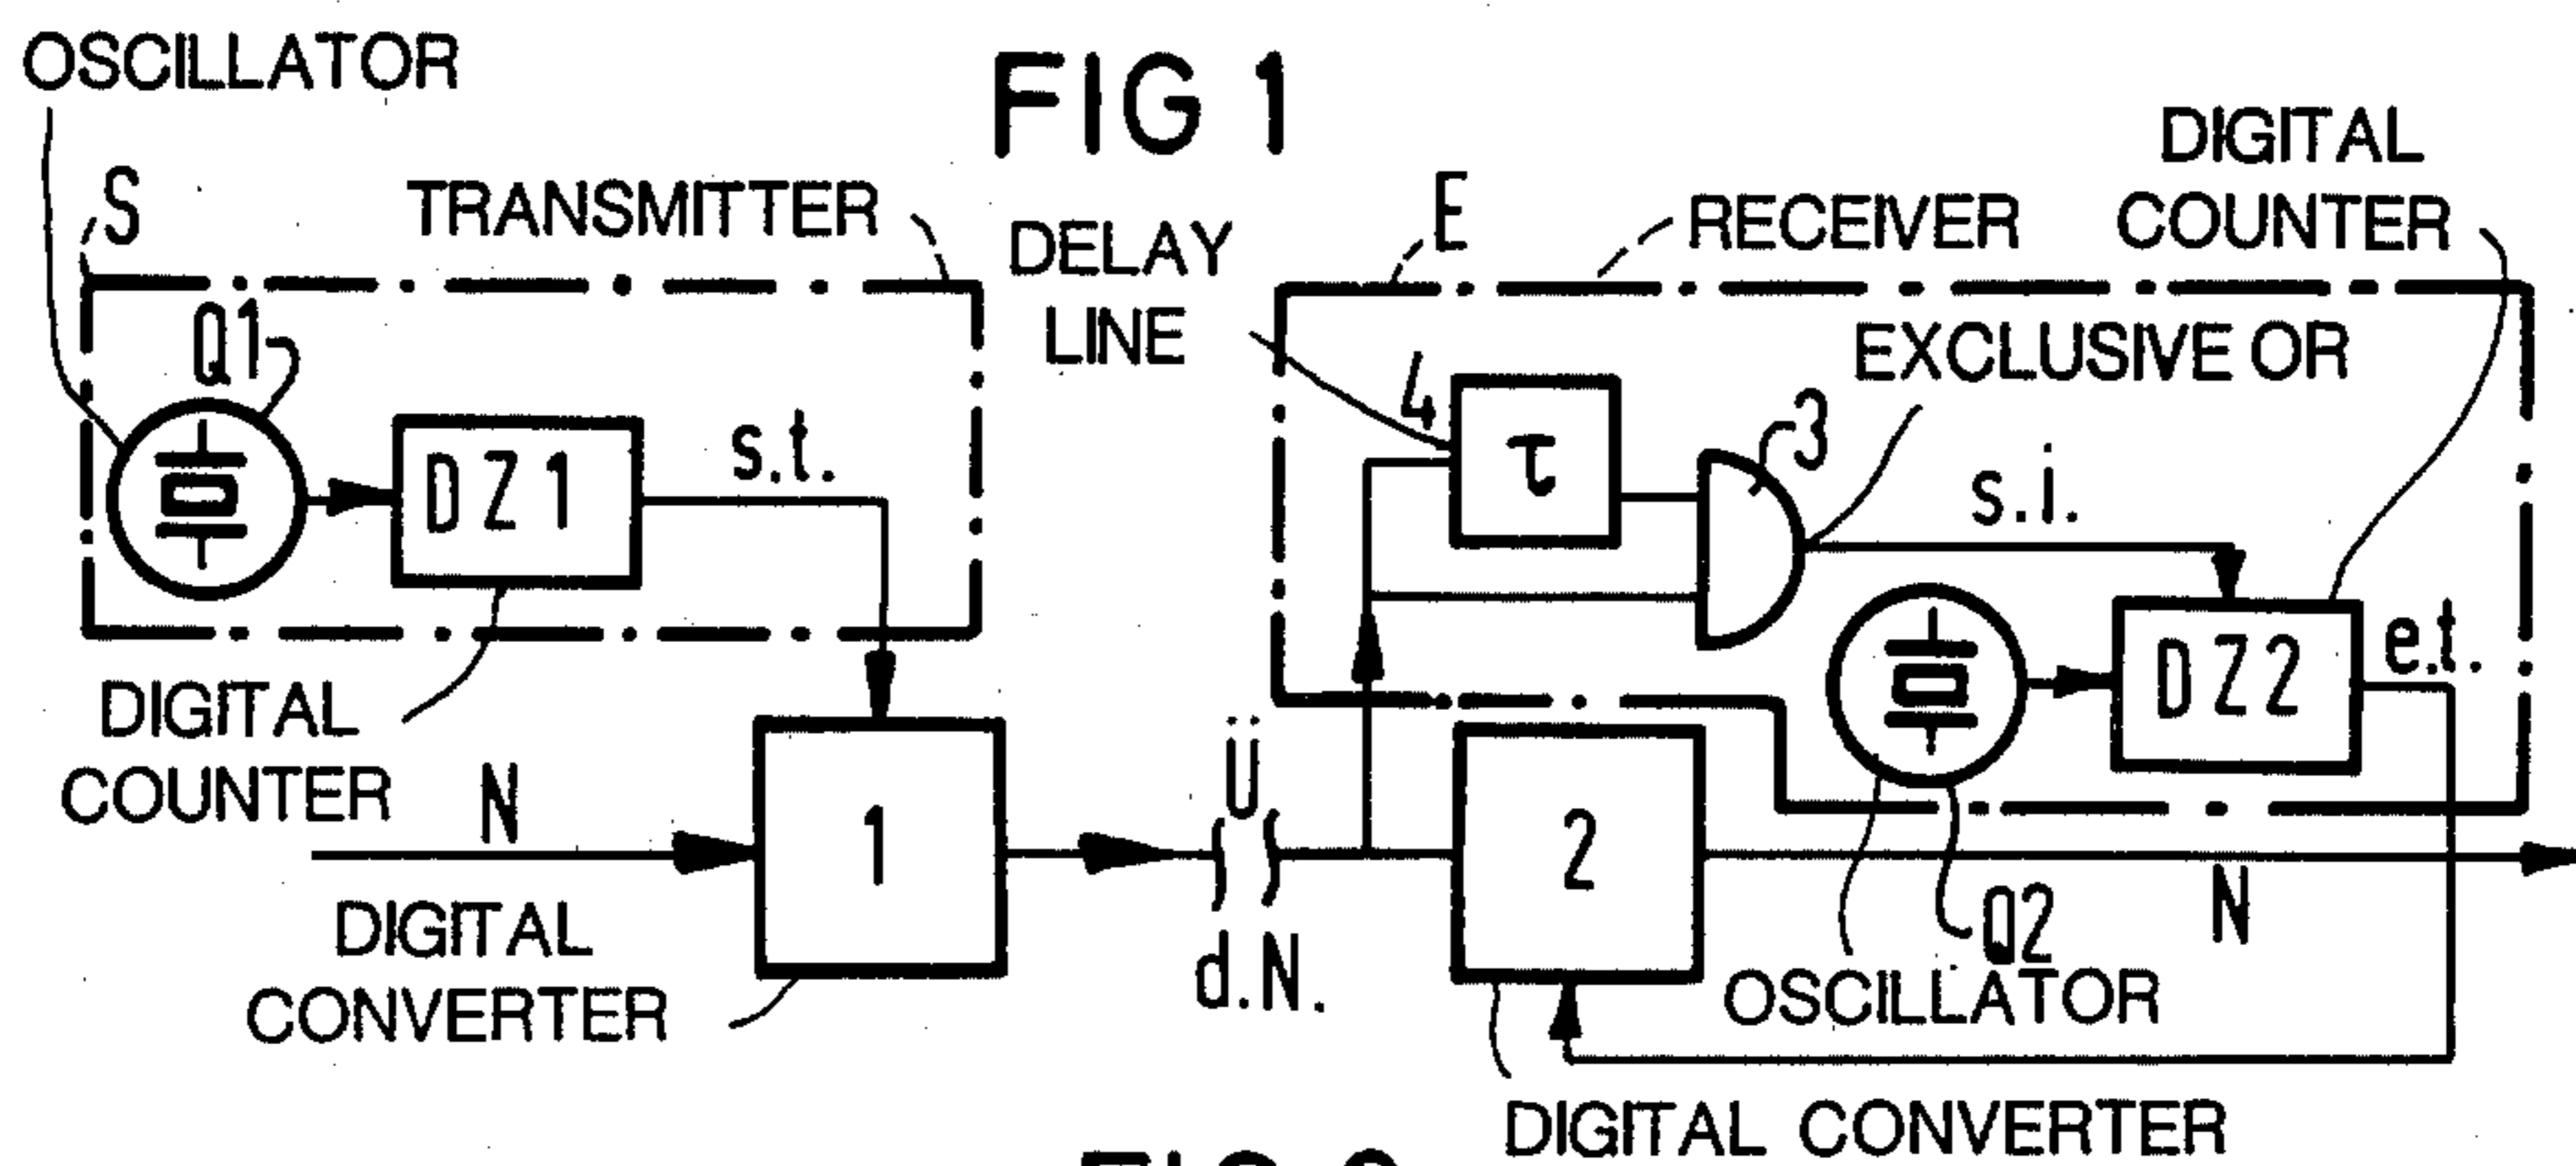 FIG 1
OSCILLATOR
S
TRANSMITTER
Q1
DZ1
s.t.
DIGITAL
COUNTER
N
1
DIGITAL
CONVERTER
DELAY
LINE
E
RECEIVER
DIGITAL
COUNTER
EXCLUSIVE OR
4
τ
3
s.i.
DZ2
e.t.
Ü
d.N.
2
Q2
N
OSCILLATOR
DIGITAL CONVERTER